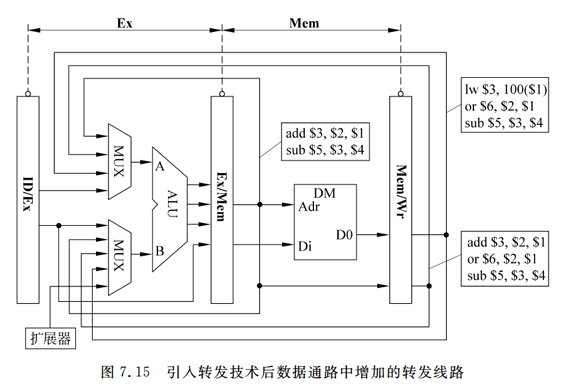 Ex
Mem
lw $3, 100($1)
or $6, $2, $1
sub $5, $3, $4
add $3, $2, $1
sub $5, $3, $4
ID/Ex
MUX
A
ALU
B
MUX
Ex/Mem
DM
Adr
D0
Di
Mem/Wr
add $3, $2, $1
or $6, $2, $1
sub $5, $3, $4
扩展器
图 7.15 引入转发技术后数据通路中增加的转发线路